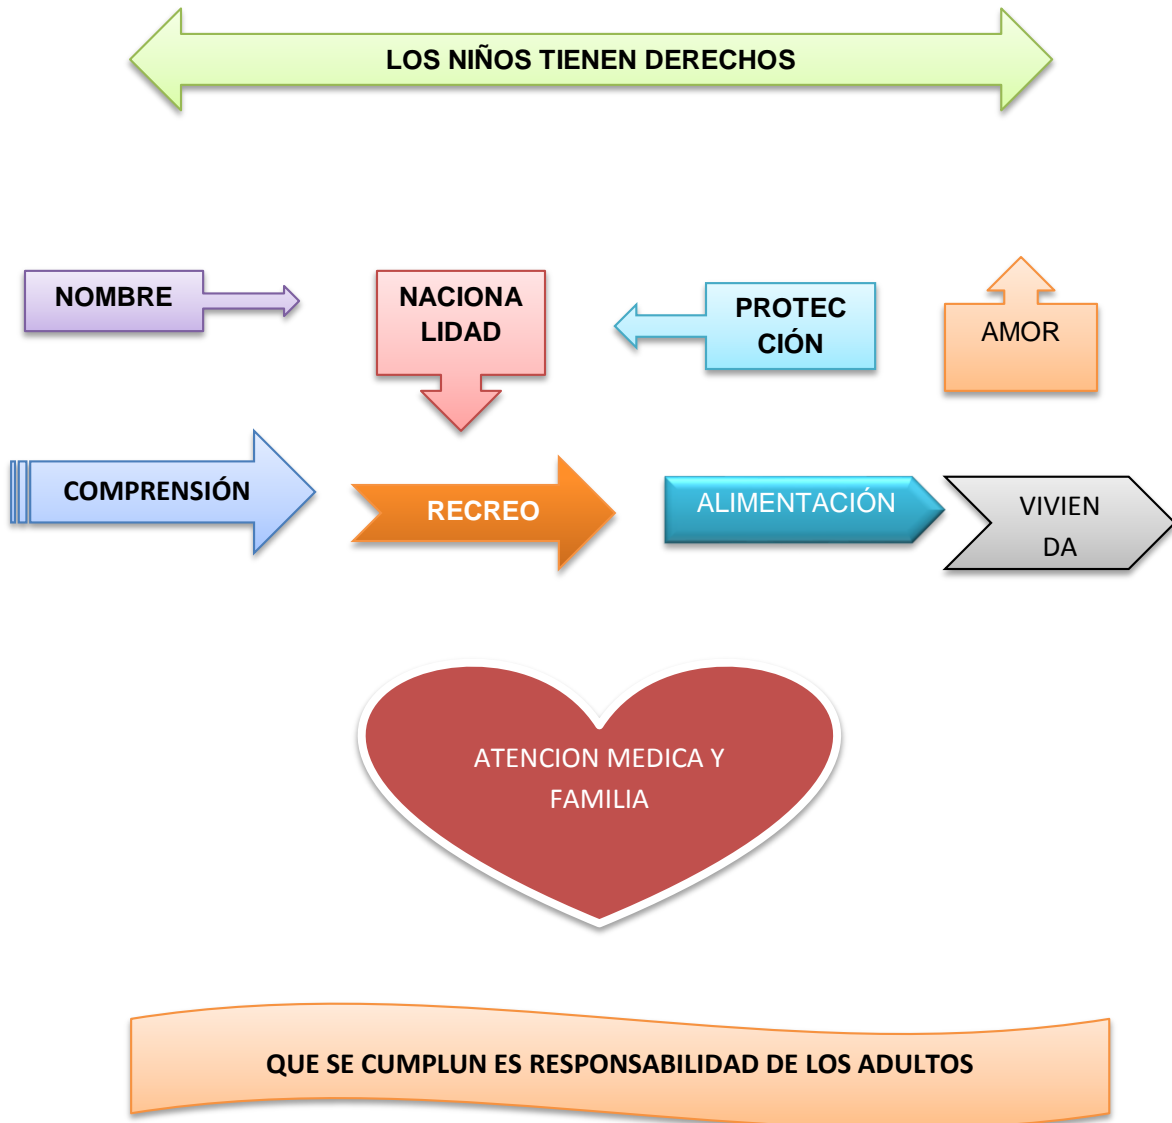 LOS NIÑOS TIENEN DERECHOS
NOMBRE
NACIONA
LIDAD
PROTEC
CIÓN
AMOR
COMPRENSIÓN
RECREO
ALIMENTACIÓN
VIVIEN
DA
ATENCION MEDICA Y
FAMILIA
QUE SE CUMPLUN ES RESPONSABILIDAD DE LOS ADULTOS